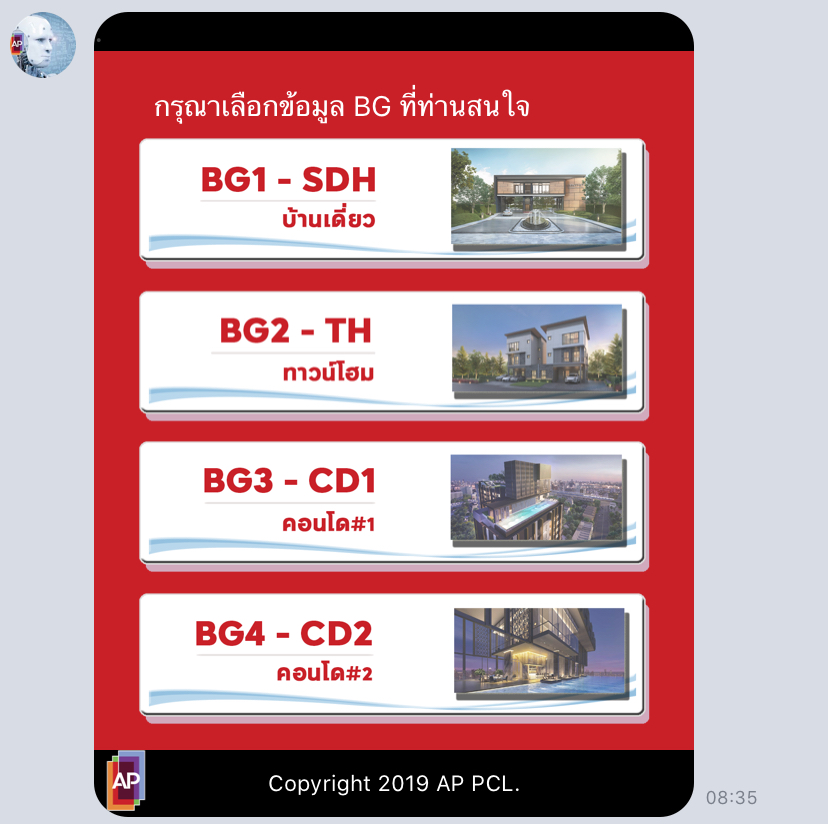 AP
กรุณาเลือกข้อมูล BG ที่ท่านสนใจ
BG1 - SDH
บ้านเดี่ยว
BG2 - TH
ทาวน์โฮม
BG3 - CD1
คอนโด#1
BG4 - CD2
คอนโด#2
AP
Copyright 2019 AP PCL.
08:35